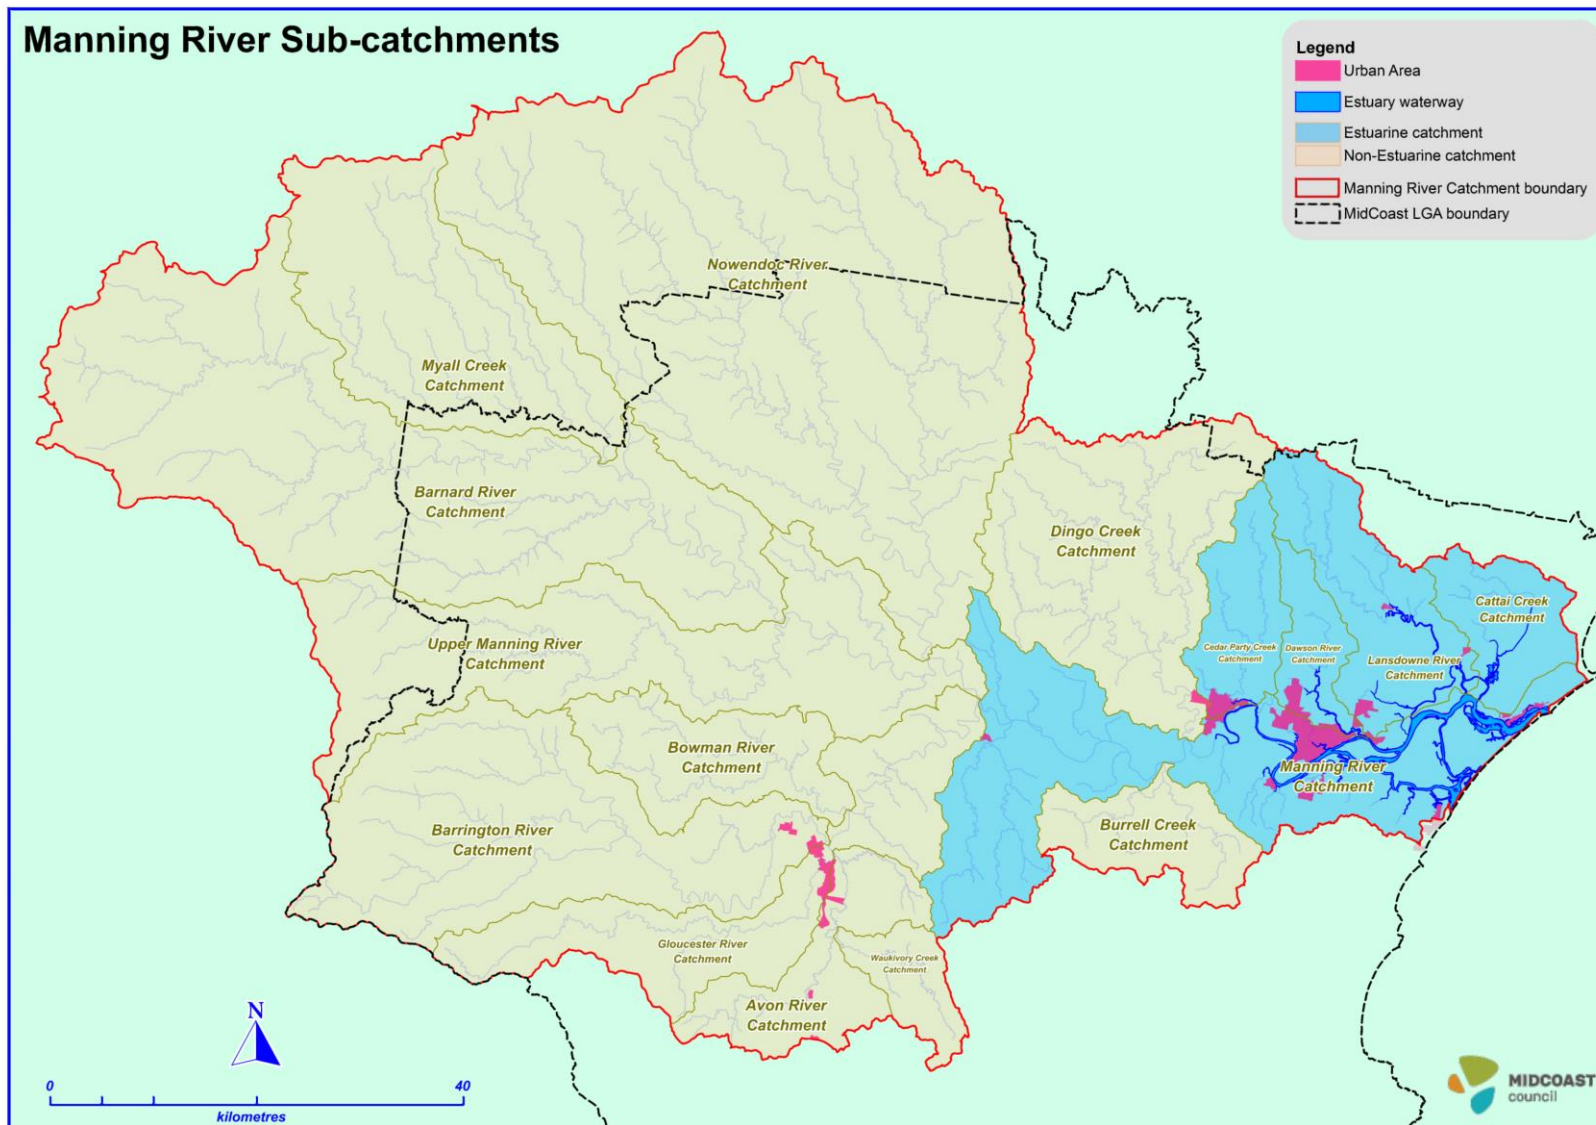 Manning River Sub-catchments
Legend
Urban Area
Estuary waterway
Estuarine catchment
Non-Estuarine catchment
Manning River Catchment boundary
MidCoast LGA boundary
Nowendoc River
Catchment
Myall Creek
Catchment
Barnard River
Catchment
Dingo Creek
Catchment
Cattai Creek
Catchment
Upper Manning River
Catchment
Cedar Party Creek
Catchment
Dawson River
Catchment
Lansdowne River
Catchment
Bowman River
Catchment
Manning River
Catchment
Barrington River
Catchment
Burrell Creek
Catchment
Gloucester River
Catchment
Waukivory Creek
Catchment
Avon River
Catchment
N
0 40
kilometres
MIDCOAST
council